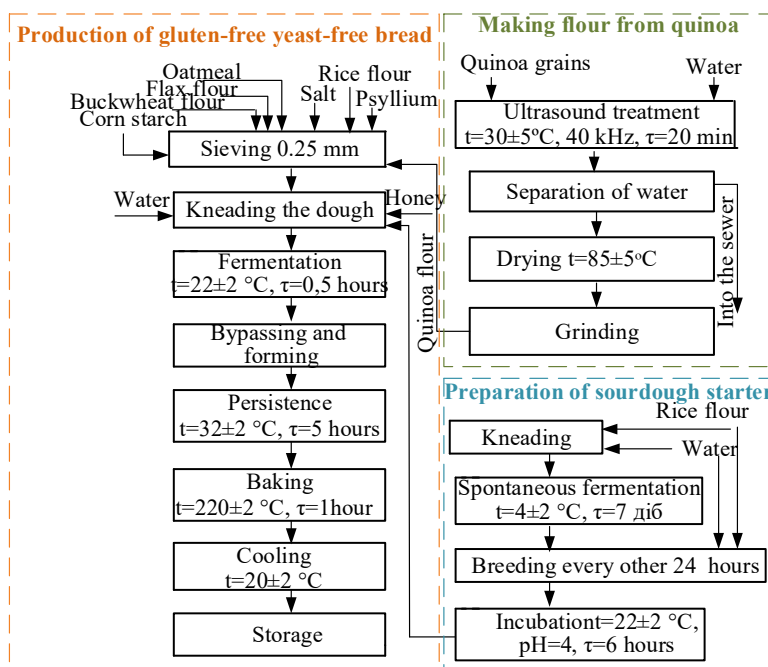 Production of gluten-free yeast-free bread
Oatmeal
Flax flour
Buckwheat flour
Corn starch
Salt
Rice flour
Psyllium
Sieving 0.25 mm
Water
Honey
Kneading the dough
Fermentation
t=22±2 °C, τ=0,5 hours
Bypassing and
forming
Persistence
t=32±2 °C, τ=5 hours
Baking
t=220±2 °C, τ=1hour
Cooling
t=20±2 °C
Storage
Quinoa flour
Making flour from quinoa
Quinoa grains
Water
Ultrasound treatment
t=30±5ºC, 40 kHz, τ=20 min
Separation of water
Drying t=85±5ºC
Grinding
Into the sewer
Preparation of sourdough starter
Rice flour
Water
Kneading
Spontaneous fermentation
t=4±2 °C, τ=7 діб
Breeding every other 24 hours
Incubationt=22±2 °C,
pH=4, τ=6 hours